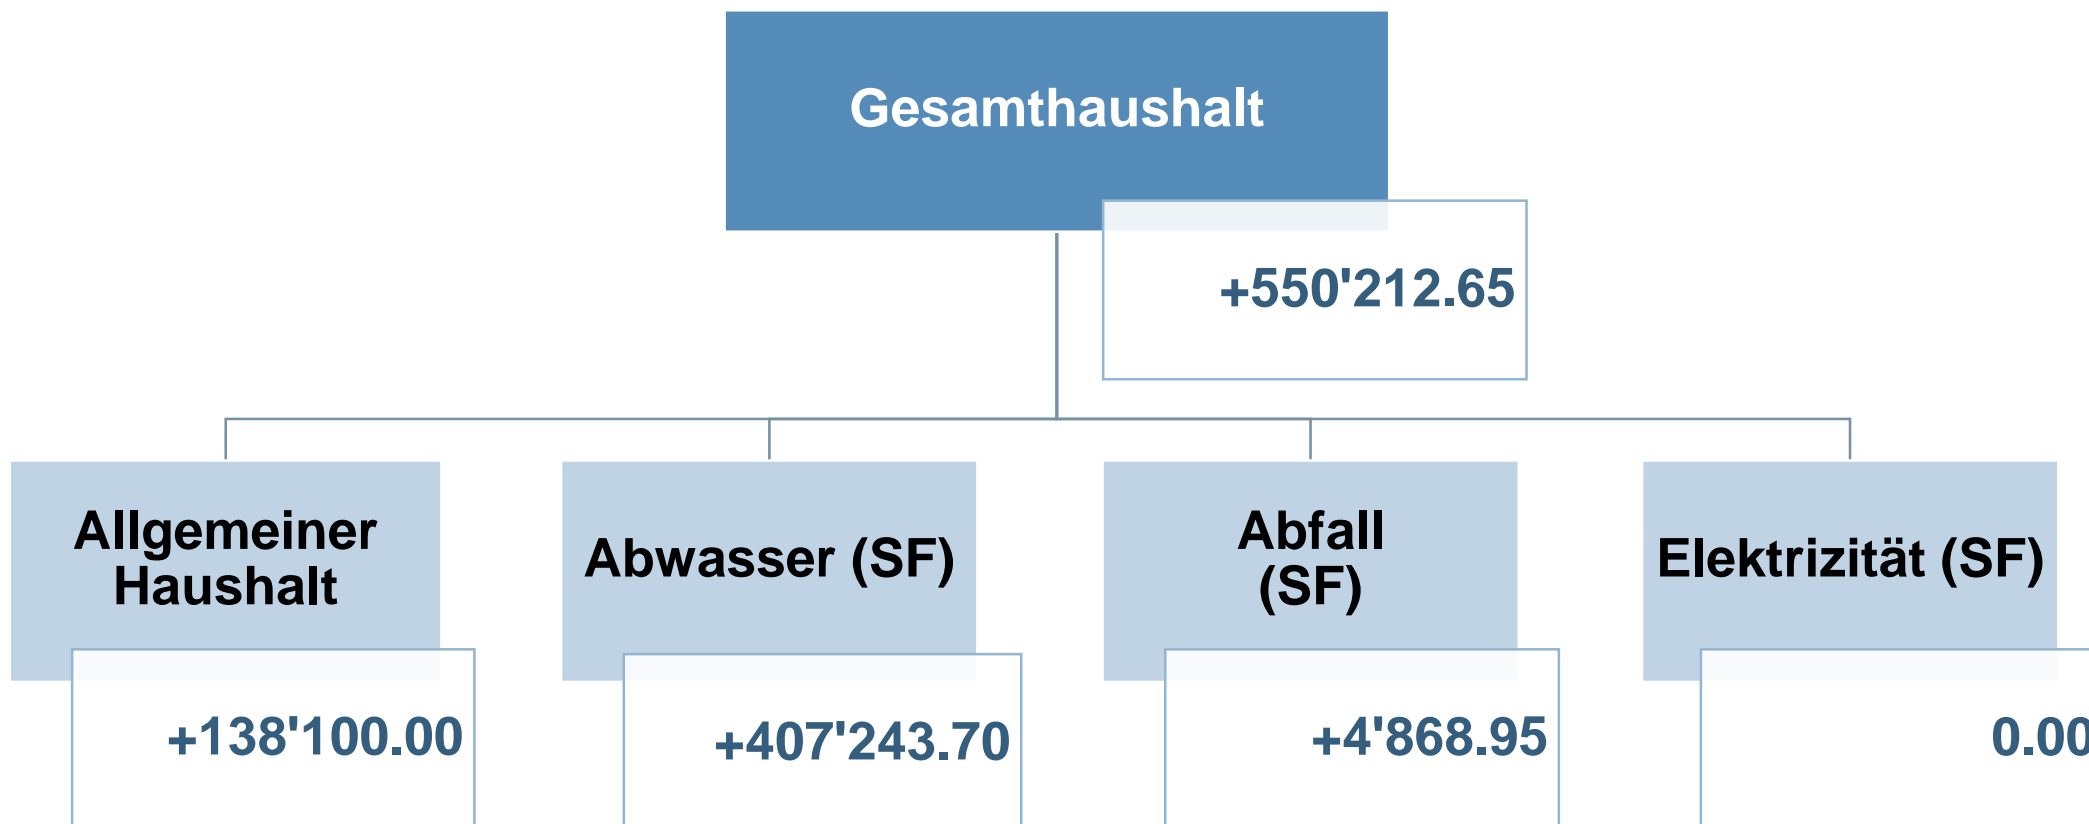 Gesamthaushalt
+550'212.65
Allgemeiner
Haushalt
+138'100.00
Abwasser (SF)
+407'243.70
Abfall
(SF)
+4'868.95
Elektrizität (SF)
0.00